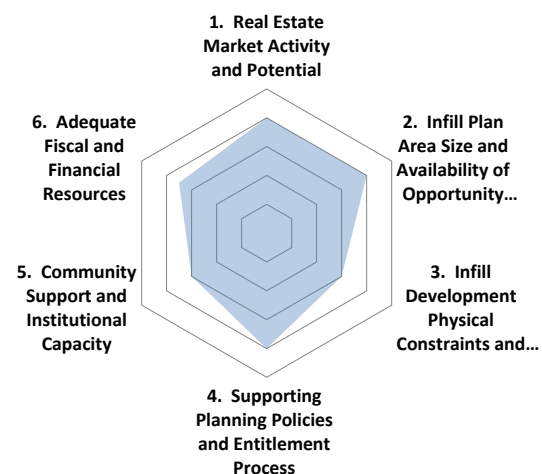 1. Real Estate
Market Activity
and Potential
2. Infill Plan
Area Size and
Availability of
Opportunity…
3. Infill
Development
Physical
Constraints and…
4. Supporting
Planning Policies
and Entitlement
Process
5. Community
Support and
Institutional
Capacity
6. Adequate
Fiscal and
Financial
Resources